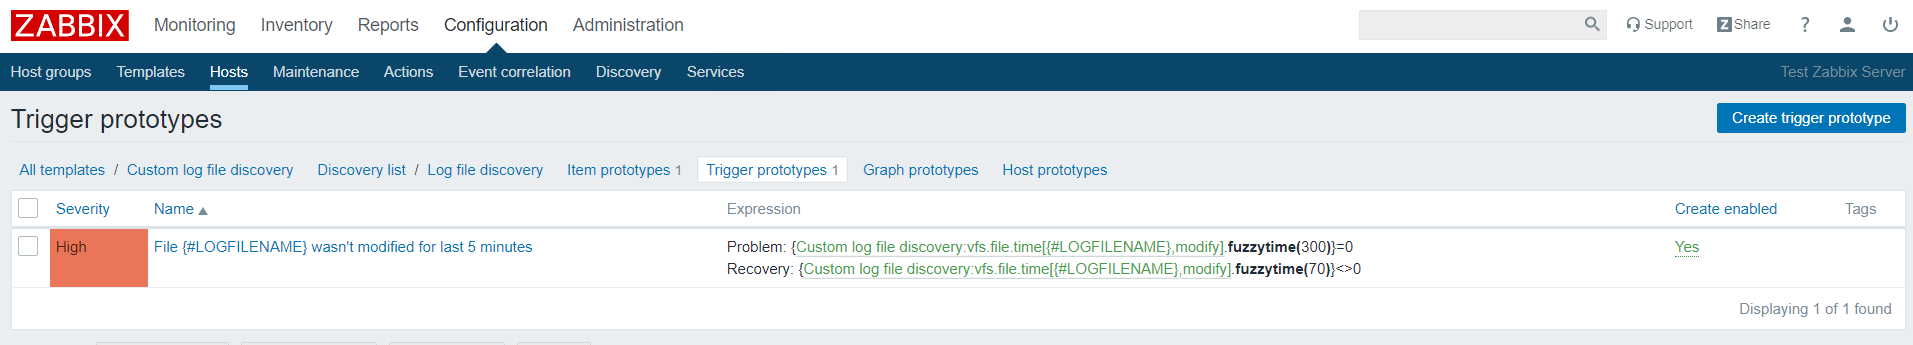 ZABBIX Monitoring Inventory Reports Configuration Administration Support Z Share ?
Host groups Templates Hosts Maintenance Actions Event correlation Discovery Services Test Zabbix Server
Trigger prototypes Create trigger prototype
All templates / Custom log file discovery Discovery list / Log file discovery Item prototypes 1 Trigger prototypes 1 Graph prototypes Host prototypes
Severity Name ▲ Expression Create enabled Tags
High File {#LOGFILENAME} wasn't modified for last 5 minutes Problem: {Custom log file discovery:vfs.file.time[{#LOGFILENAME},modify].fuzzytime(300)}=0 Yes
Recovery: {Custom log file discovery:vfs.file.time[{#LOGFILENAME},modify].fuzzytime(70)}<>0
Displaying 1 of 1 found